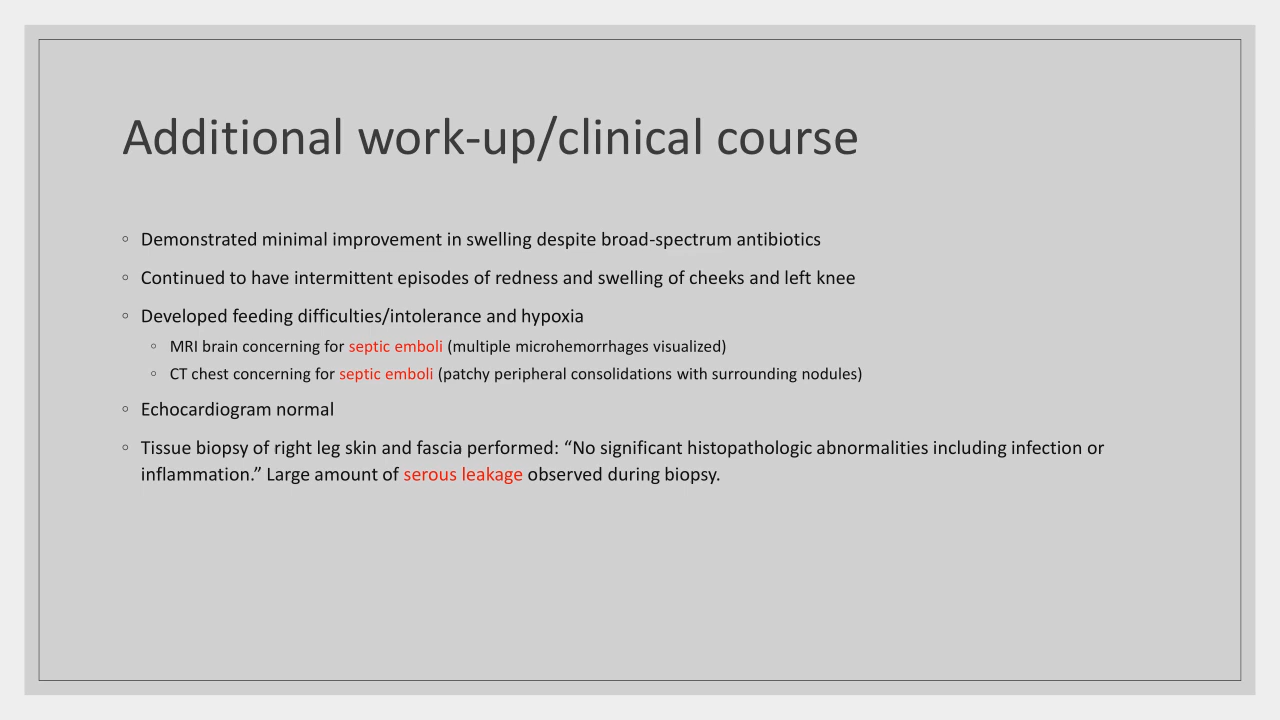 Additional work-up/clinical course
◦ Demonstrated minimal improvement in swelling despite broad-spectrum antibiotics
◦ Continued to have intermittent episodes of redness and swelling of cheeks and left knee
◦ Developed feeding difficulties/intolerance and hypoxia
◦ MRI brain concerning for septic emboli (multiple microhemorrhages visualized)
◦ CT chest concerning for septic emboli (patchy peripheral consolidations with surrounding nodules)
◦ Echocardiogram normal
◦ Tissue biopsy of right leg skin and fascia performed: “No significant histopathologic abnormalities including infection or
inflammation.” Large amount of serous leakage observed during biopsy.